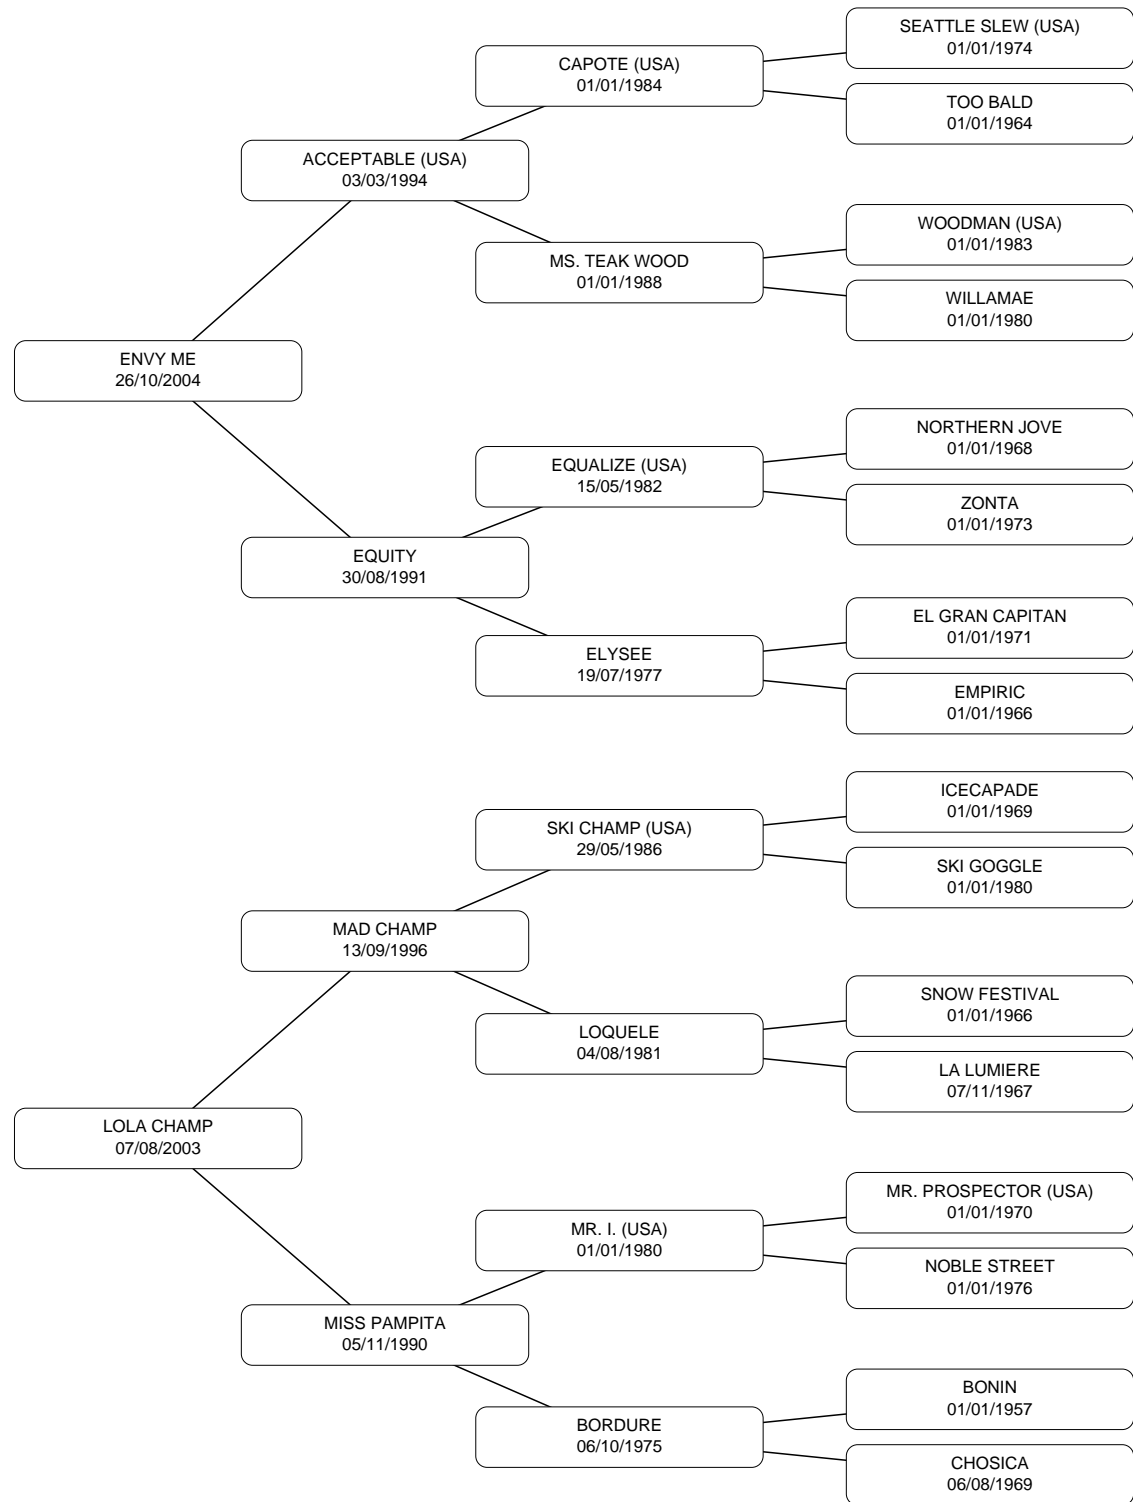 SEATTLE SLEW (USA)
01/01/1974
CAPOTE (USA)
01/01/1984
TOO BALD
01/01/1964
ACCEPTABLE (USA)
03/03/1994
WOODMAN (USA)
01/01/1983
MS. TEAK WOOD
01/01/1988
WILLAMAE
01/01/1980
ENVY ME
26/10/2004
NORTHERN JOVE
01/01/1968
EQUALIZE (USA)
15/05/1982
ZONTA
01/01/1973
EQUITY
30/08/1991
EL GRAN CAPITAN
01/01/1971
ELYSEE
19/07/1977
EMPIRIC
01/01/1966
ICECAPADE
01/01/1969
SKI CHAMP (USA)
29/05/1986
SKI GOGGLE
01/01/1980
MAD CHAMP
13/09/1996
SNOW FESTIVAL
01/01/1966
LOQUELE
04/08/1981
LA LUMIERE
07/11/1967
LOLA CHAMP
07/08/2003
MR. PROSPECTOR (USA)
01/01/1970
MR. I. (USA)
01/01/1980
NOBLE STREET
01/01/1976
MISS PAMPITA
05/11/1990
BONIN
01/01/1957
BORDURE
06/10/1975
CHOSICA
06/08/1969